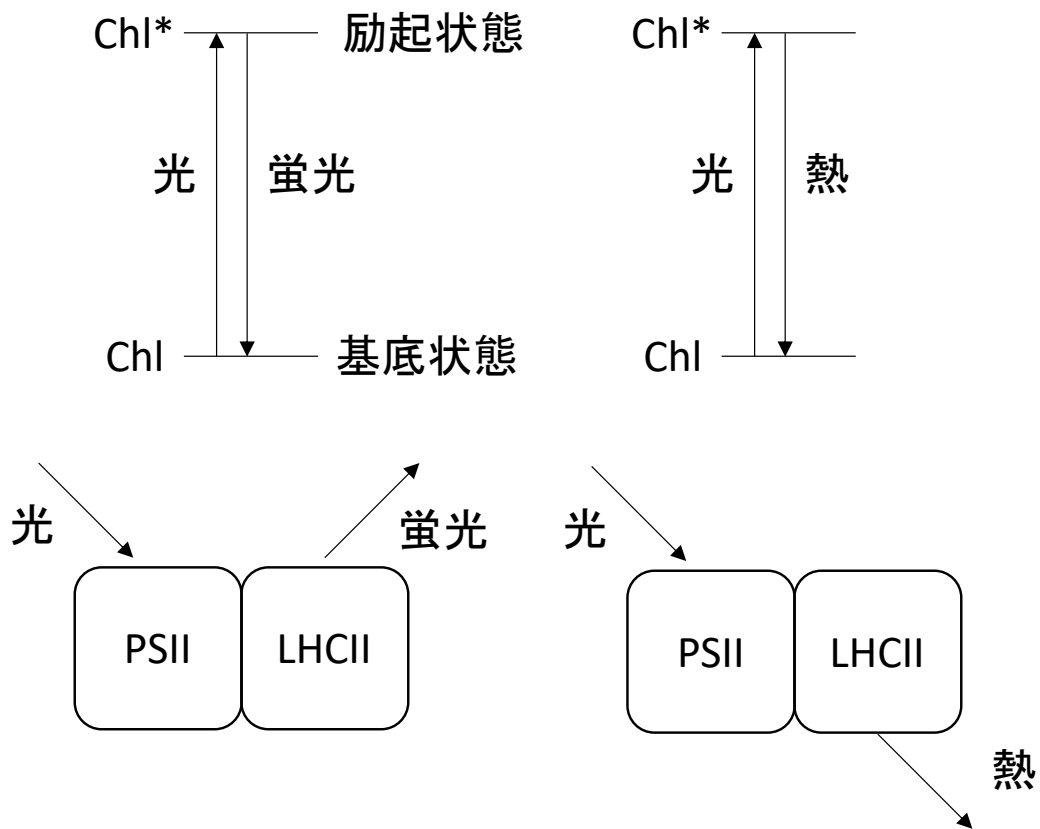 Chl* 励起状態
光 蛍光
Chl 基底状態
Chl*
光 熱
Chl
光 蛍光
PSII LHCII
光
PSII LHCII
熱